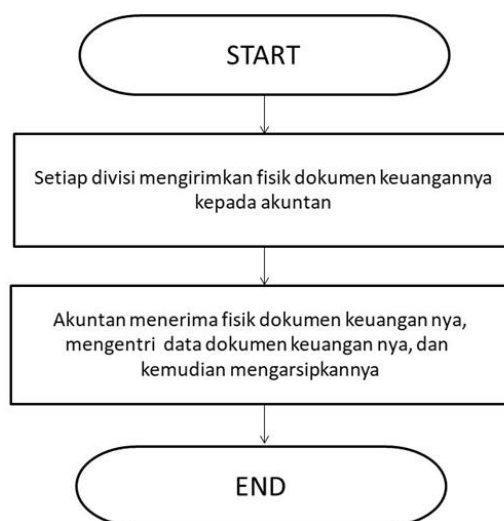 START
Setiap divisi mengirimkan fisik dokumen keuangannya
kepada akuntan
Akuntan menerima fisik dokumen keuangan nya,
mengentri data dokumen keuangan nya, dan
kemudian mengarsipkannya
END